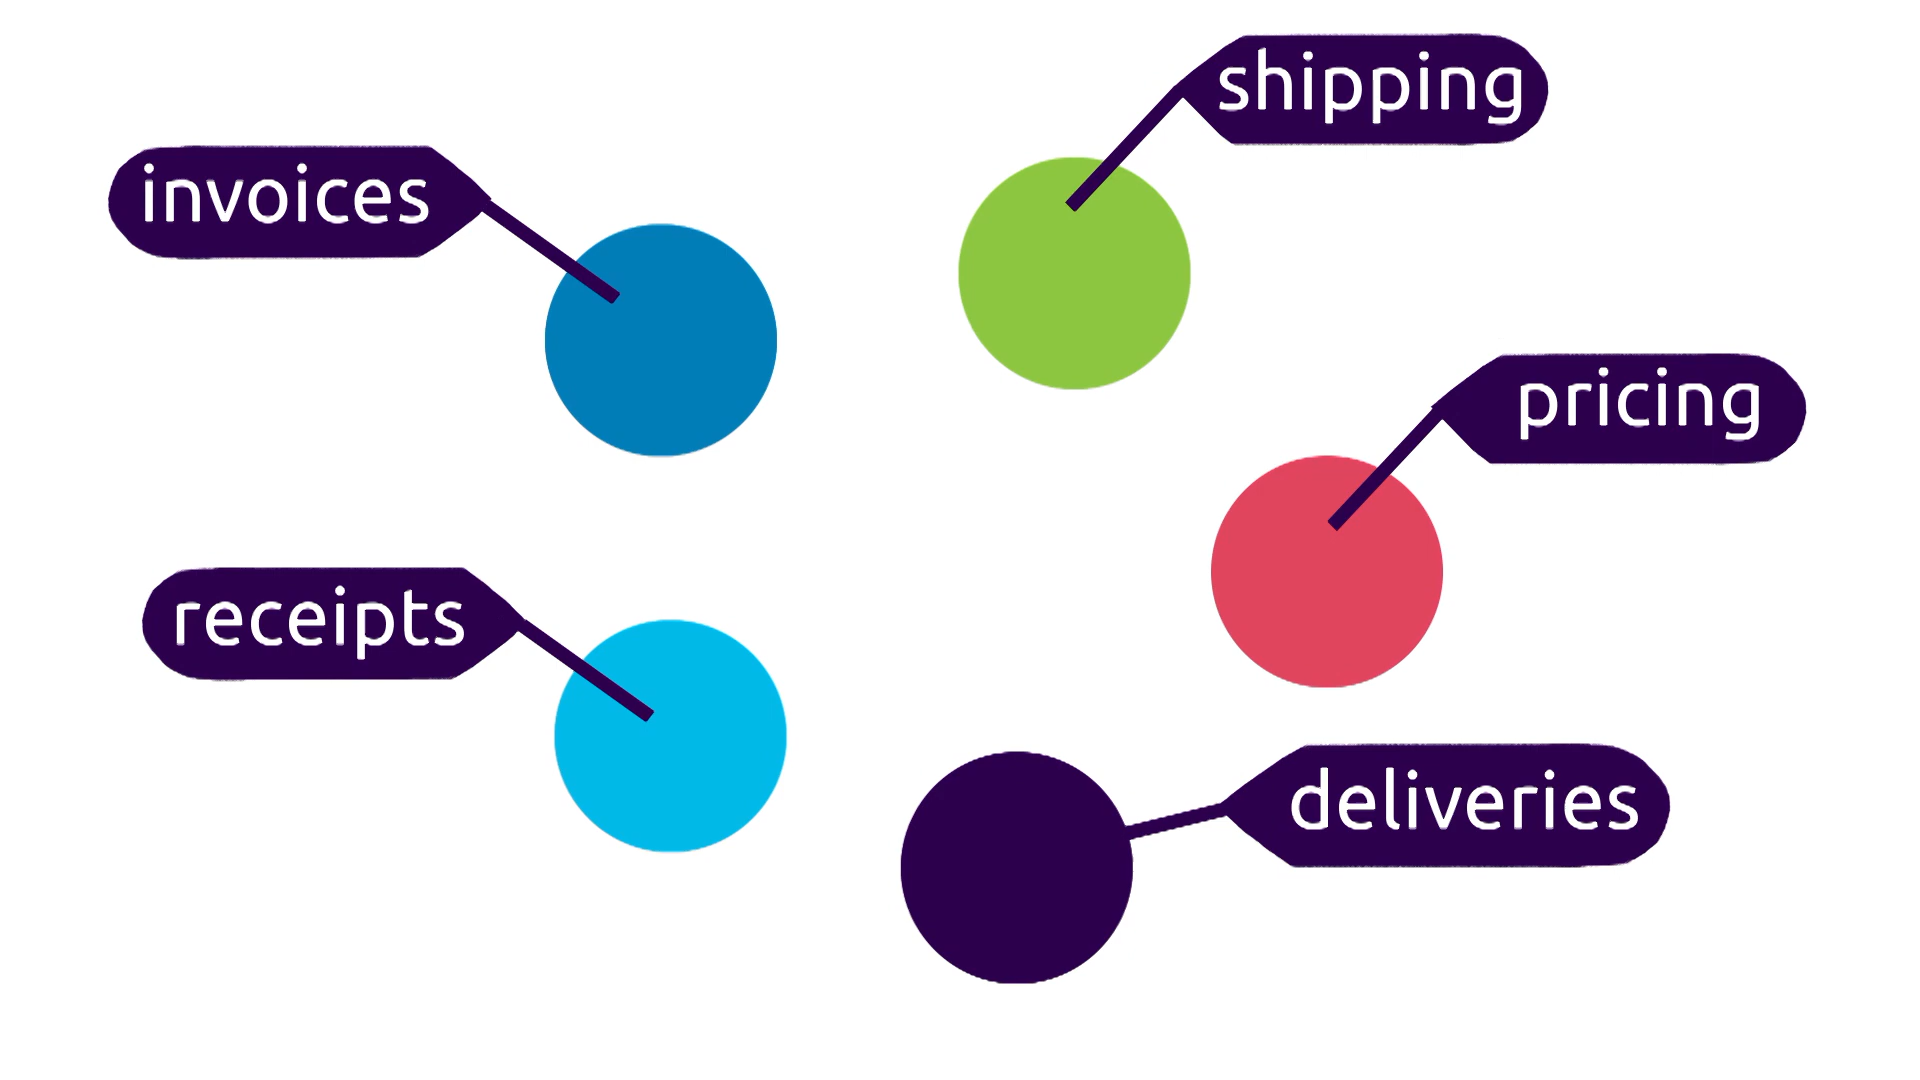 shipping
invoices
pricing
receipts
deliveries